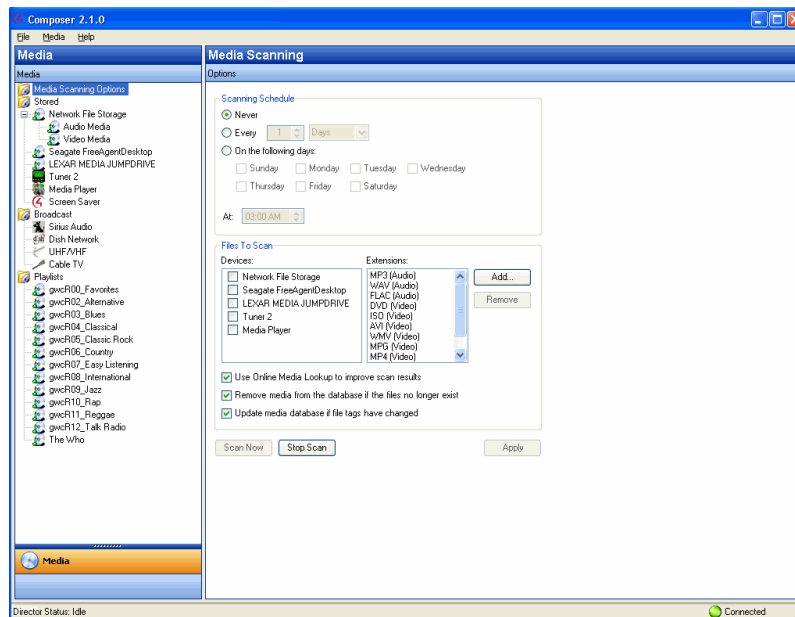 Composer 2.1.0
File Media Help
Media
Media
Media Scanning Options
Stored
Network File Storage
Audio Media
Video Media
Seagate FreeAgentDesktop
LEXAR MEDIA JUMPDRIVE
Tuner 2
Media Player
Screen Saver
Broadcast
Sirius Audio
Dish Network
UHF/VHF
Cable TV
Playlists
gwcR00_Favorites
gwcR02_Alternative
gwcR03_Blues
gwcR04_Classical
gwcR05_Classic Rock
gwcR06_Country
gwcR07_Easy Listening
gwcR08_International
gwcR09_Jazz
gwcR10_Rap
gwcR11_Reggae
gwcR12_Talk Radio
The Who
Media
Media Scanning
Options
Scanning Schedule
Never
Every 1 Days
On the following days:
Sunday Monday Tuesday Wednesday
Thursday Friday Saturday
At: 03:00 AM
Files To Scan
Devices:
Network File Storage
Seagate FreeAgentDesktop
LEXAR MEDIA JUMPDRIVE
Tuner 2
Media Player
Extensions:
MP3 (Audio)
WAV (Audio)
FLAC (Audio)
DVD (Video)
ISO (Video)
AVI (Video)
WMV (Video)
MPG (Video)
MP4 (Video)
Add...
Remove
Use Online Media Lookup to improve scan results
Remove media from the database if the files no longer exist
Update media database if file tags have changed
Scan Now Stop Scan Apply
Director Status: Idle Connected